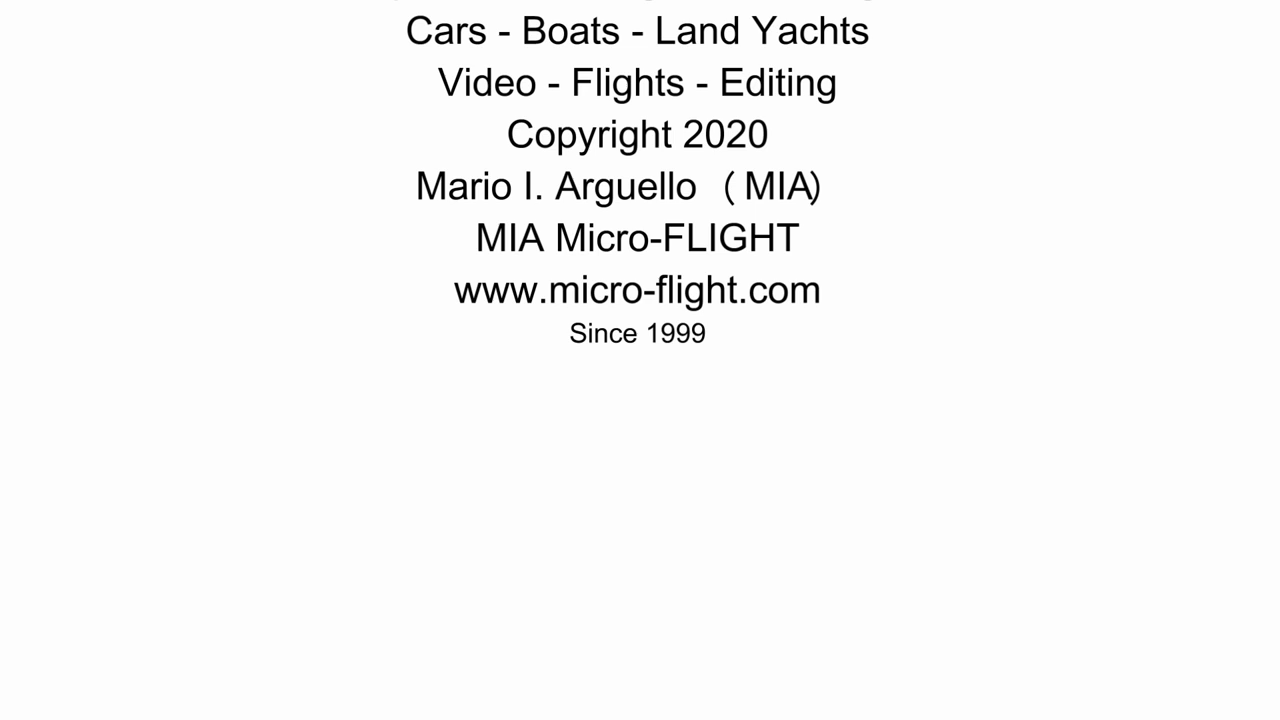 Cars - Boats - Land Yachts
Video - Flights - Editing
Copyright 2020
Mario I. Arguello ( MIA)
MIA Micro-FLIGHT
www.micro-flight.com
Since 1999